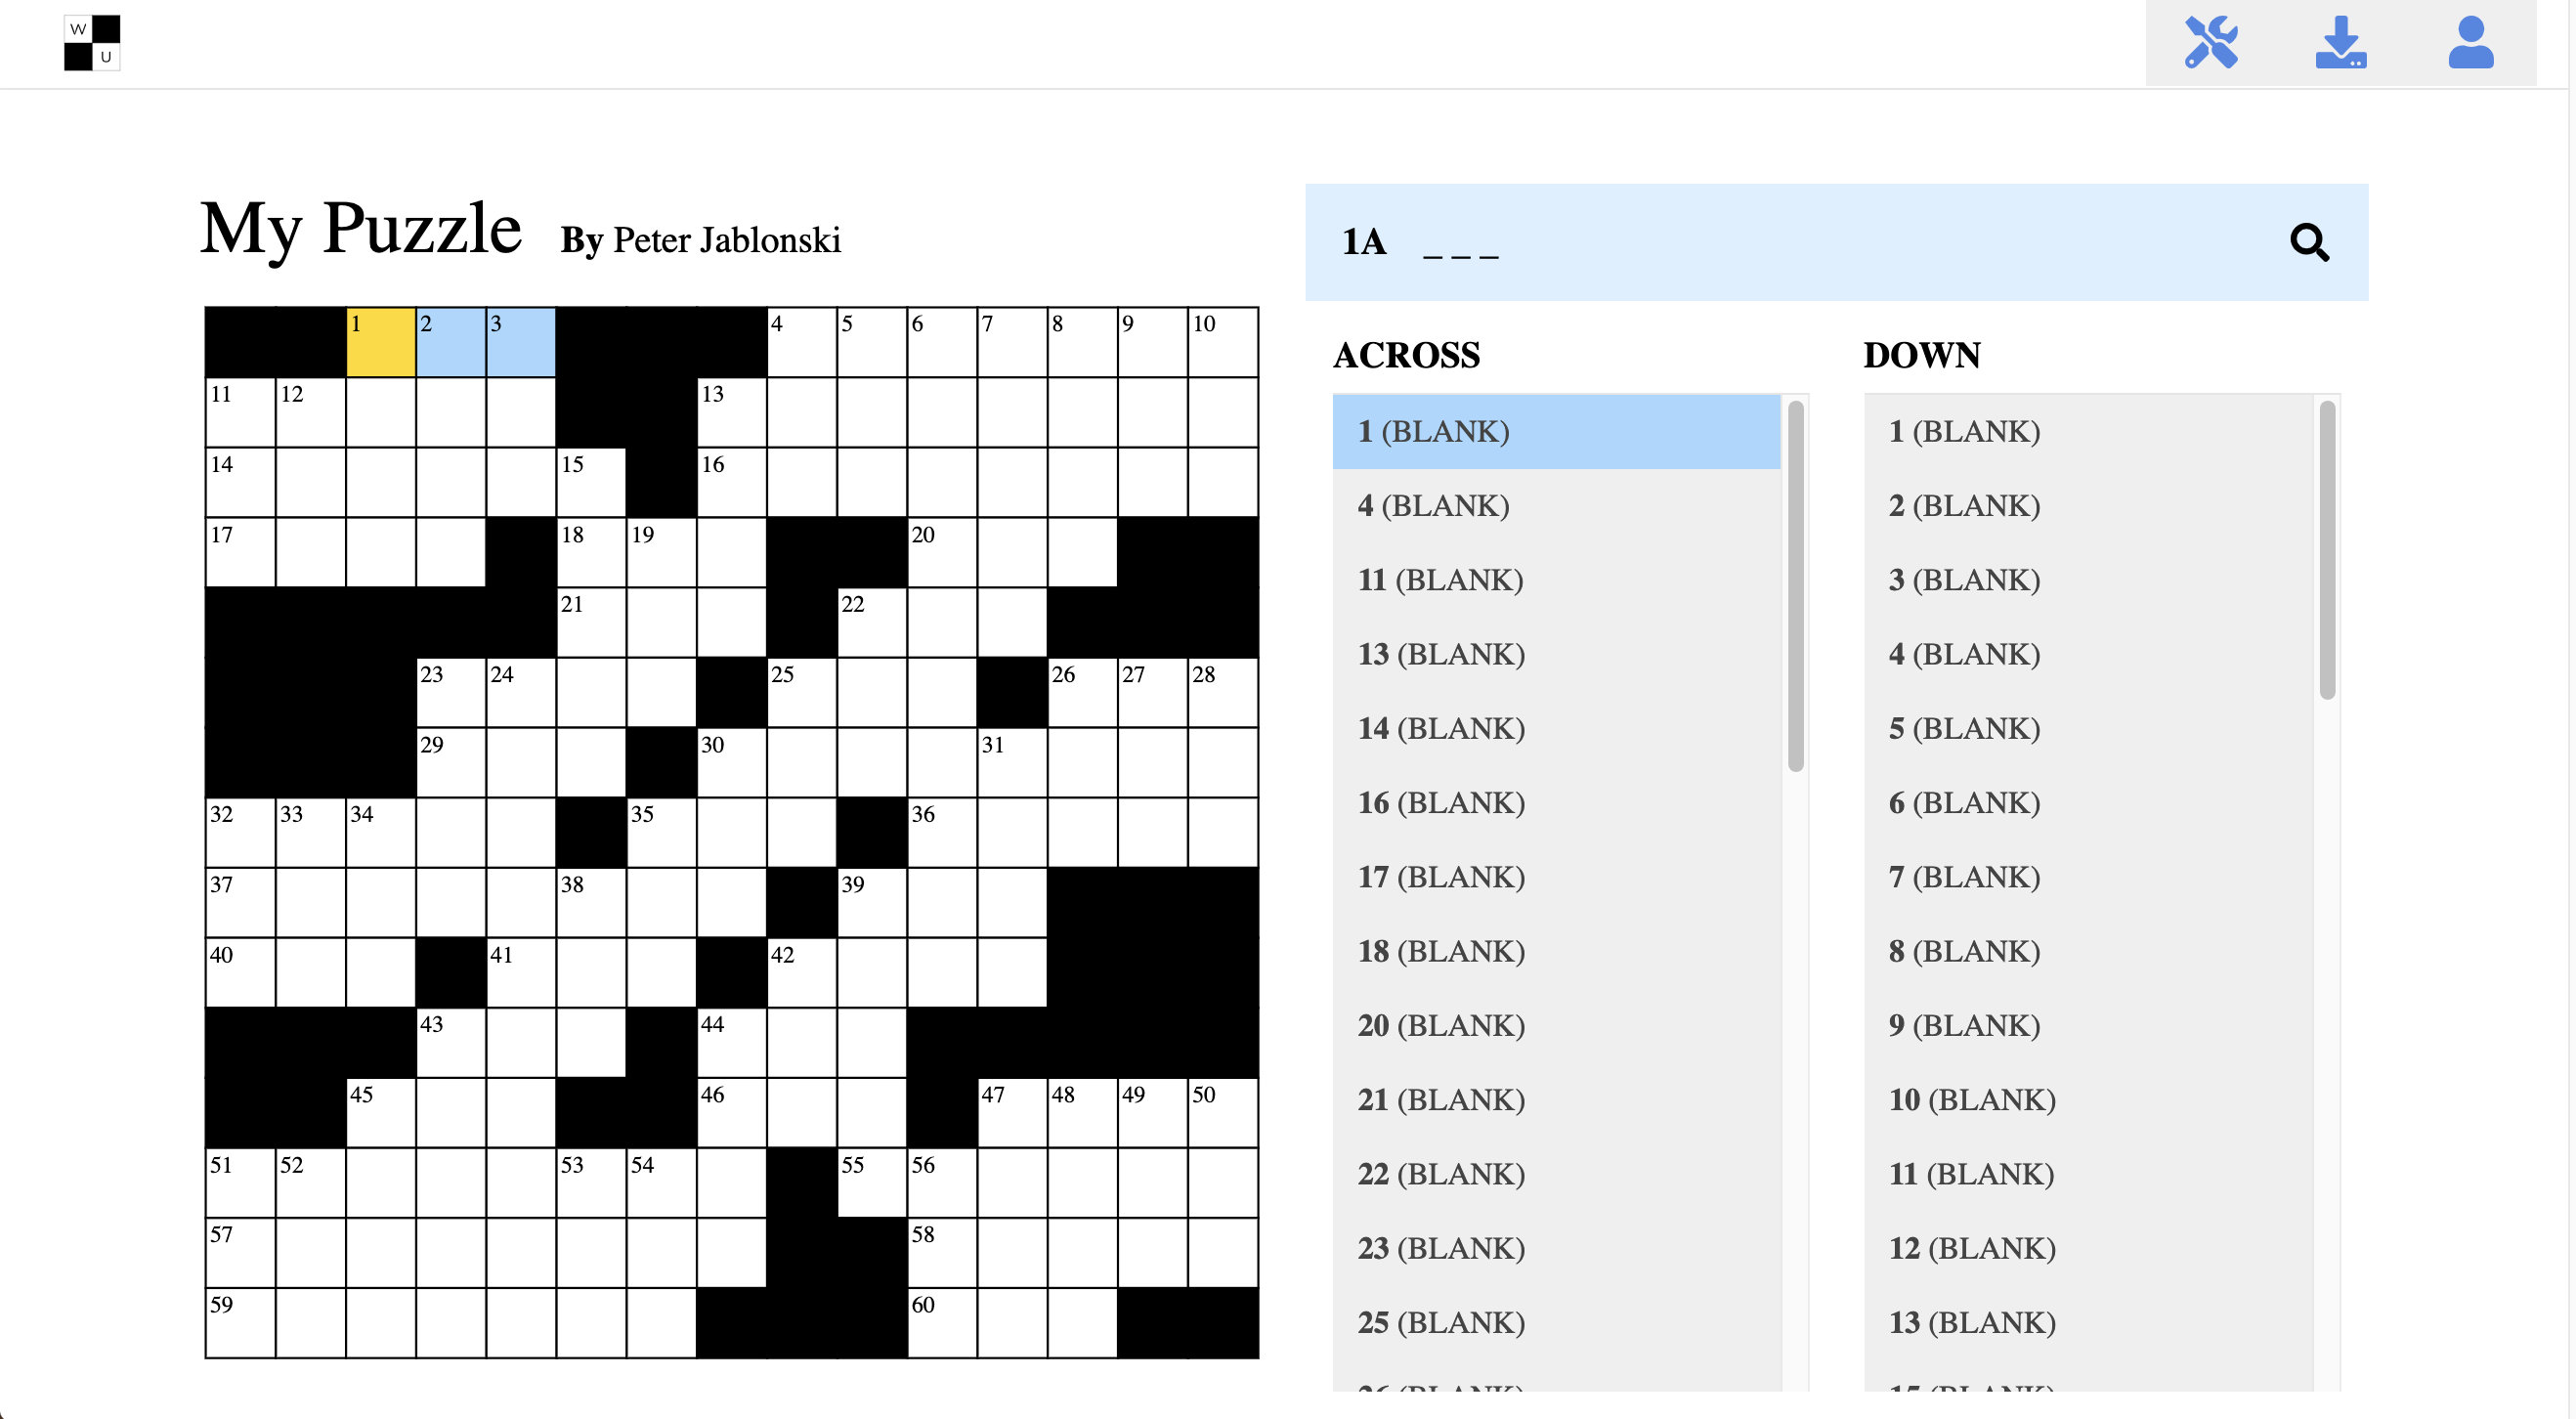 W
U
My Puzzle By Peter Jablonski
1A _ _ _
1 2 3 4 5 6 7 8 9 10
11 12 13
14 15 16
17 18 19 20
21 22
23 24 25 26 27 28
29 30 31
32 33 34 35 36
37 38 39
40 41 42
43 44
45 46 47 48 49 50
51 52 53 54 55 56
57 58
59 60
ACROSS
1 (BLANK)
4 (BLANK)
11 (BLANK)
13 (BLANK)
14 (BLANK)
16 (BLANK)
17 (BLANK)
18 (BLANK)
20 (BLANK)
21 (BLANK)
22 (BLANK)
23 (BLANK)
25 (BLANK)
26 (BLANK)
DOWN
1 (BLANK)
2 (BLANK)
3 (BLANK)
4 (BLANK)
5 (BLANK)
6 (BLANK)
7 (BLANK)
8 (BLANK)
9 (BLANK)
10 (BLANK)
11 (BLANK)
12 (BLANK)
13 (BLANK)
15 (BLANK)